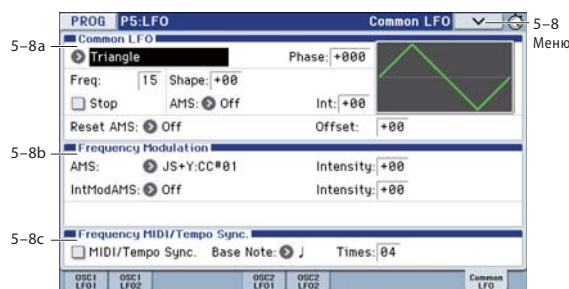 PROG P5:LFO Common LFO
5–8
Меню
5–8a
Common LFO
Triangle Phase: +000
Freq: 15 Shape: +00
Stop AMS: Off Int: +00
Reset AMS: Off Offset: +00
5–8b
Frequency Modulation
AMS: JS+Y:CC#01 Intensity: +00
IntModAMS: Off Intensity: +00
5–8c
Frequency MIDI/Tempo Sync.
MIDI/Tempo Sync. Base Note: ♩ Times: 04
OSC1 LFO1 OSC1 LFO2 OSC2 LFO1 OSC2 LFO2 Common LFO